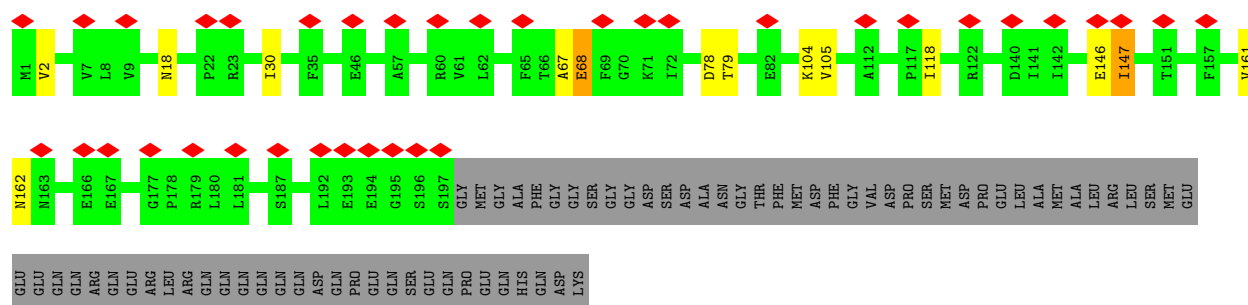 M1 V2 V7 L8 V9 N18 P22 R23 I30 F35 E46 A57 R60 V61 L62 F65 T66 A67 E68 F69 G70 K71 I72 D78 T79 E82 K104 V105 A112 P117 I118 R122 D140 I141 I142 E146 I147 T151 F157 V161
N162 N163 E166 E167 G177 P178 R179 L180 L181 S187 L192 E193 E194 G195 S196 S197 GLY MET GLY ALA PHE GLY GLY SER GLY GLY ASP SER ASP ALA ASN GLY THR PHE MET ASP PHE GLY VAL ASP PRO SER MET ASP PRO GLU LEU ALA MET ALA LEU ARG LEU SER MET GLU
GLU GLU GLN GLN ARG GLN GLU ARG LEU ARG GLN GLN GLN GLN GLN ASP GLN PRO GLU GLN SER GLU GLN PRO GLU GLN HIS GLN ASP LYS